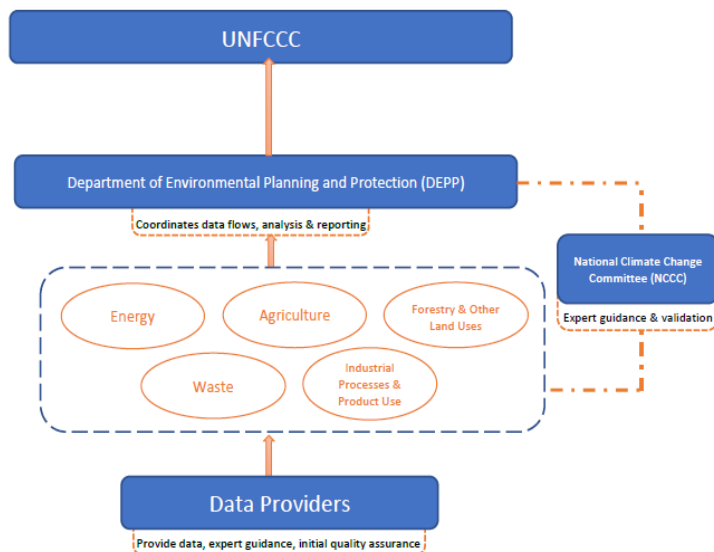 UNFCCC
Department of Environmental Planning and Protection (DEPP)
Coordinates data flows, analysis & reporting
National Climate Change
Committee (NCCC)
Expert guidance & validation
Energy
Agriculture
Forestry & Other
Land Uses
Waste
Industrial
Processes &
Product Use
Data Providers
Provide data, expert guidance, initial quality assurance